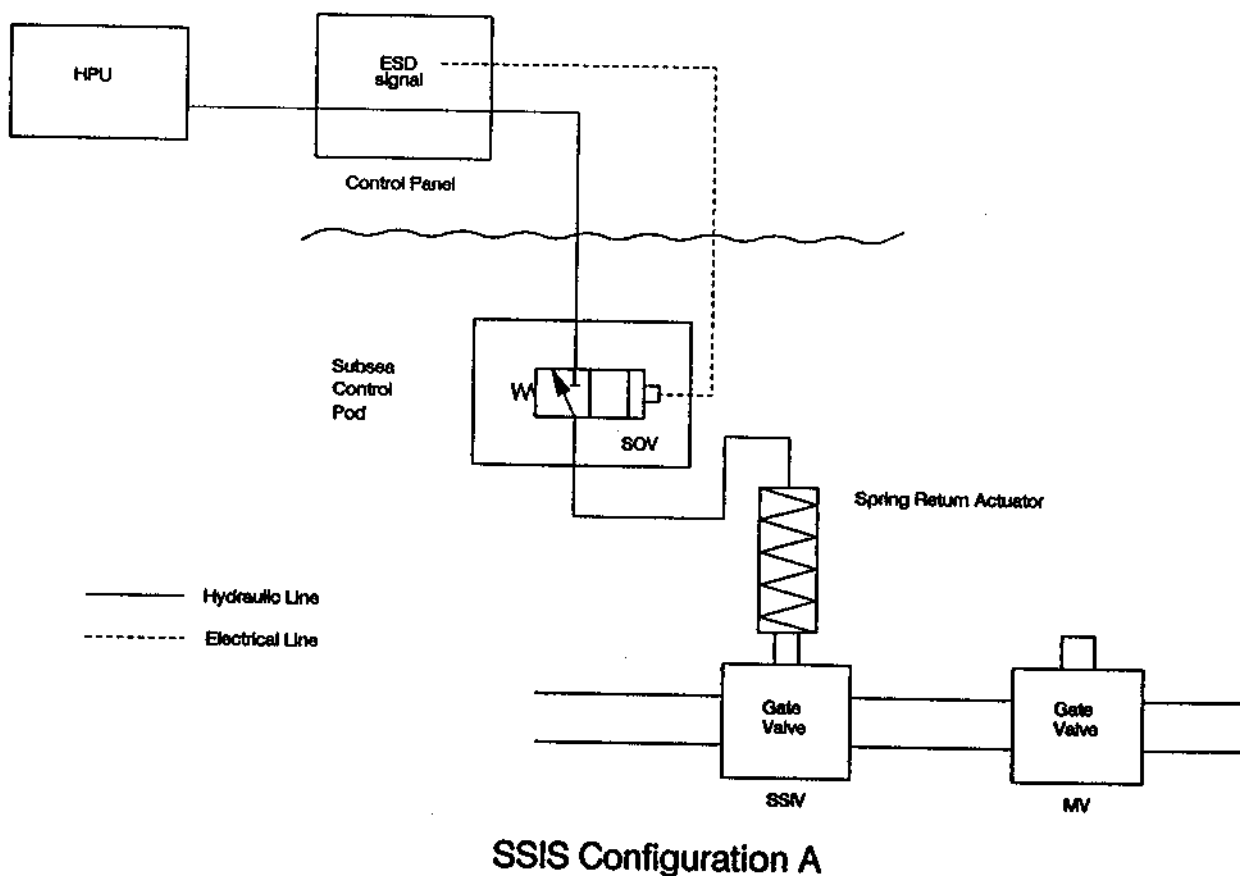 HPU
ESD
signal
Control Panel
Subsea
Control
Pod
SOV
Spring Return Actuator
Hydraulic Line
Electrical Line
Gate
Valve
Gate
Valve
SSIV
MV
SSIS Configuration A